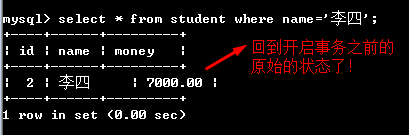 mysql> select * from student where name='李四';
+----+------+---------+
| id | name | money   |
+----+------+---------+
|  2 | 李四      | 7000.00 |
+----+------+---------+
1 row in set (0.00 sec)
回到开启事务之前的
原始的状态了！